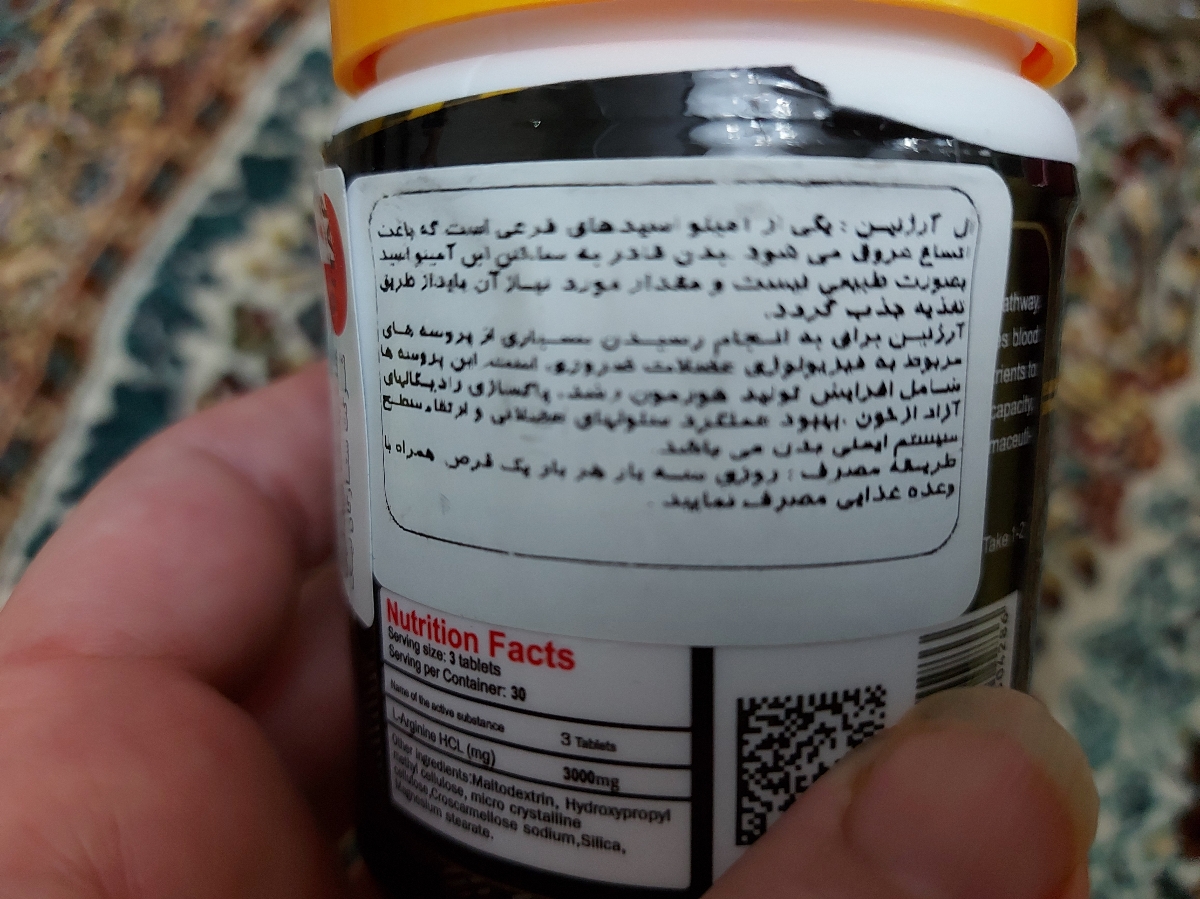 ل آرژنین : یکی از آمینو اسیدهای فرعی است که باعث
اتساع عروق می شود .بدن قادر به ساختن این آمینو اسید
بصورت طبیعی نیست و مقدار مورد نیاز آن باید از طریق
تغذیه جذب گردد.
آرژنین برای به انجام رسیدن بسیاری از پروسه های
مربوط به فیزیولوژی عضلات ضروری است. این پروسه ها
شامل افزایش تولید هورمون رشد، پاکسازی رادیکالهای
آزاد از خون ،بهبود عملکرد سلولهای عضلانی و ارتقاء سطح
سیستم ایمنی بدن می باشد.
طریقه مصرف : روزی سه بار هر بار یک قرص همراه با
وعده غذایی مصرف نمایید .
Nutrition Facts
Serving size: 3 tablets
Serving per Container: 30
Name of the active substance 3 Tablets
L-Arginine HCL (mg) 3000mg
Other ingredients:Maltodextrin, Hydroxypropyl
methyl cellulose, micro crystalline
cellulose,Croscarmellose sodium,Silica,
Magnesium stearate.
blood
capacity,
Take 1-2